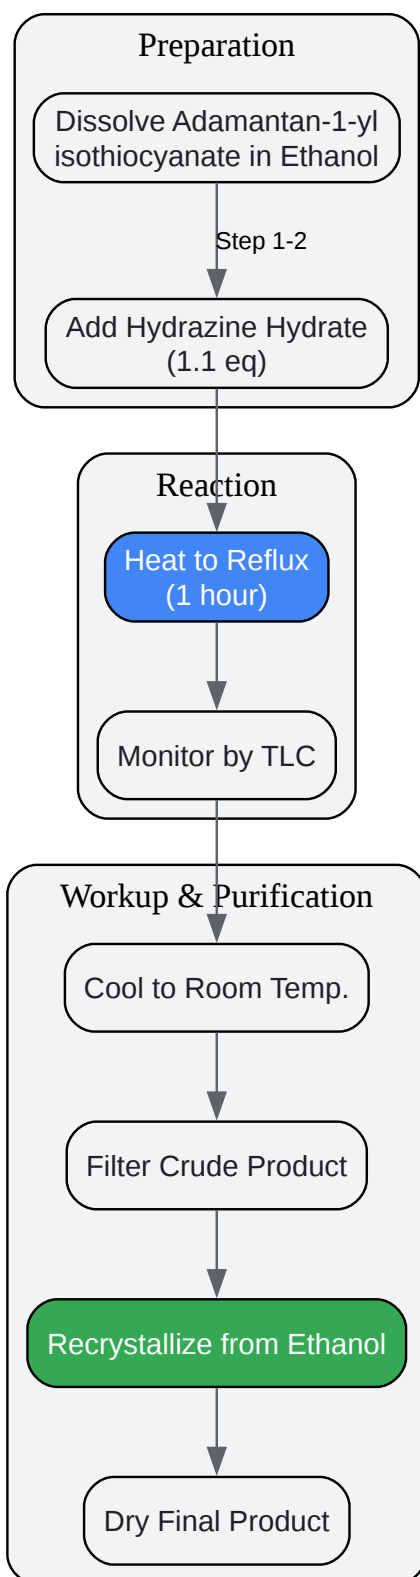 Preparation
Dissolve Adamantan-1-yl
isothiocyanate in Ethanol
Step 1-2
Add Hydrazine Hydrate
(1.1 eq)
Reaction
Heat to Reflux
(1 hour)
Monitor by TLC
Workup & Purification
Cool to Room Temp.
Filter Crude Product
Recrystallize from Ethanol
Dry Final Product